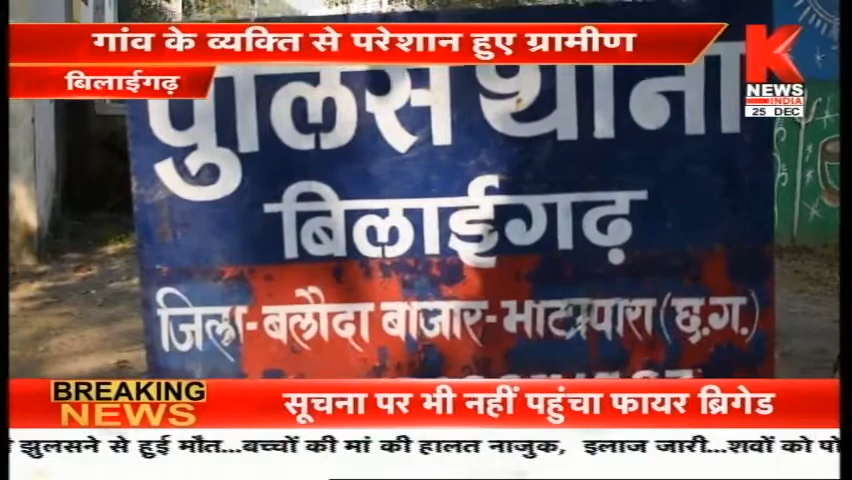 गांव के व्यक्ति से परेशान हुए ग्रामीण
बिलाईगढ़
K
NEWS
INDIA
25 DEC
पुलिस थाना
बिलाईगढ़
जिला-बलौदा बाजार-भाटापारा (छ.ग.)
BREAKING
NEWS
सूचना पर भी नहीं पहुंचा फायर ब्रिगेड
झुलसने से हुई मौत...बच्चों की मां की हालत नाजुक, इलाज जारी...शवों को